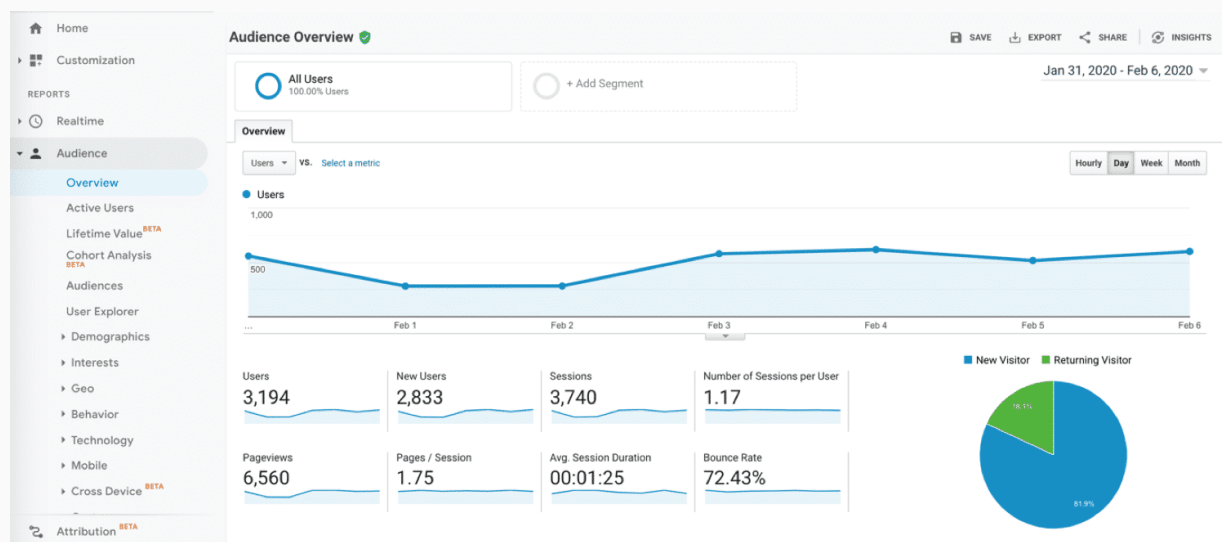 Home
Customization
REPORTS
Realtime
Audience
Overview
Active Users
Lifetime Value BETA
Cohort Analysis
BETA
Audiences
User Explorer
Demographics
Interests
Geo
Behavior
Technology
Mobile
Cross Device BETA
Attribution BETA
Audience Overview
SAVE EXPORT SHARE INSIGHTS
Jan 31, 2020 - Feb 6, 2020
All Users
100.00% Users
+ Add Segment
Overview
Users VS. Select a metric
Hourly Day Week Month
Users
1,000
500
... Feb 1 Feb 2 Feb 3 Feb 4 Feb 5 Feb 6
New Visitor Returning Visitor
Users New Users Sessions Number of Sessions per User
3,194 2,833 3,740 1.17
Pageviews Pages / Session Avg. Session Duration Bounce Rate
6,560 1.75 00:01:25 72.43%
81.9%